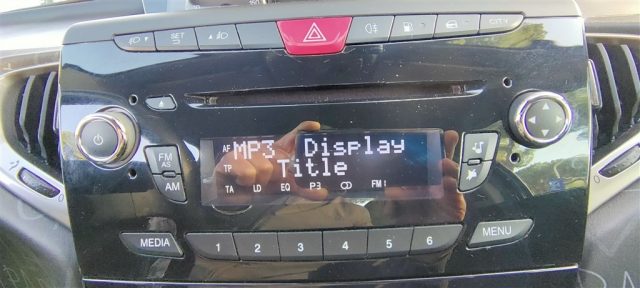 SET
CITY
AF MP3 Display
TP Title
TA LD EQ P3 FM1
FM
AS
AM
MEDIA
1 2 3 4 5 6
MENU